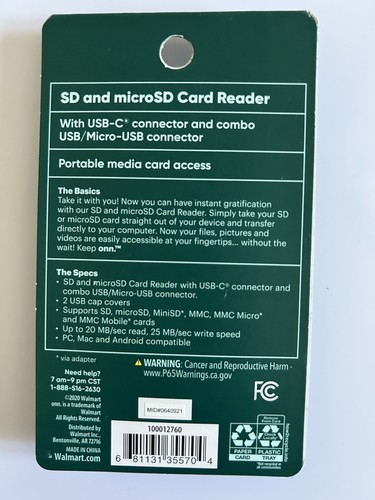 SD and microSD Card Reader
With USB-C* connector and combo
USB/Micro-USB connector
Portable media card access
The Basics
Take it with you! Now you can have instant gratification
with our SD and microSD Card Reader. Simply take your SD
or microSD card straight out of your device and transfer
directly to your computer. Now your files, pictures and
videos are easily accessible at your fingertips... without the
wait! Keep onn.™
The Specs
• SD and microSD Card Reader with USB-C* connector and
combo USB/Micro-USB connector.
• 2 USB cap covers
• Supports SD, microSD, MiniSD*, MMC, MMC Micro*
and MMC Mobile* cards
• Up to 20 MB/sec read, 25 MB/sec write speed
• PC, Mac and Android compatible
* via adapter
WARNING: Cancer and Reproductive Harm -
www.P65Warnings.ca.gov
Need help?
7 am–9 pm CST
1-888-516-2630
©2020 Walmart
onn. is a trademark of
Walmart
All Rights Reserved.
Distributed by
Walmart Inc.,
Bentonville, AR 72716
MADE IN CHINA
Walmart.com
MID#0640921
100012760
6 81131 35570 4
FC
PAPER
CARD
PLASTIC
TRAY